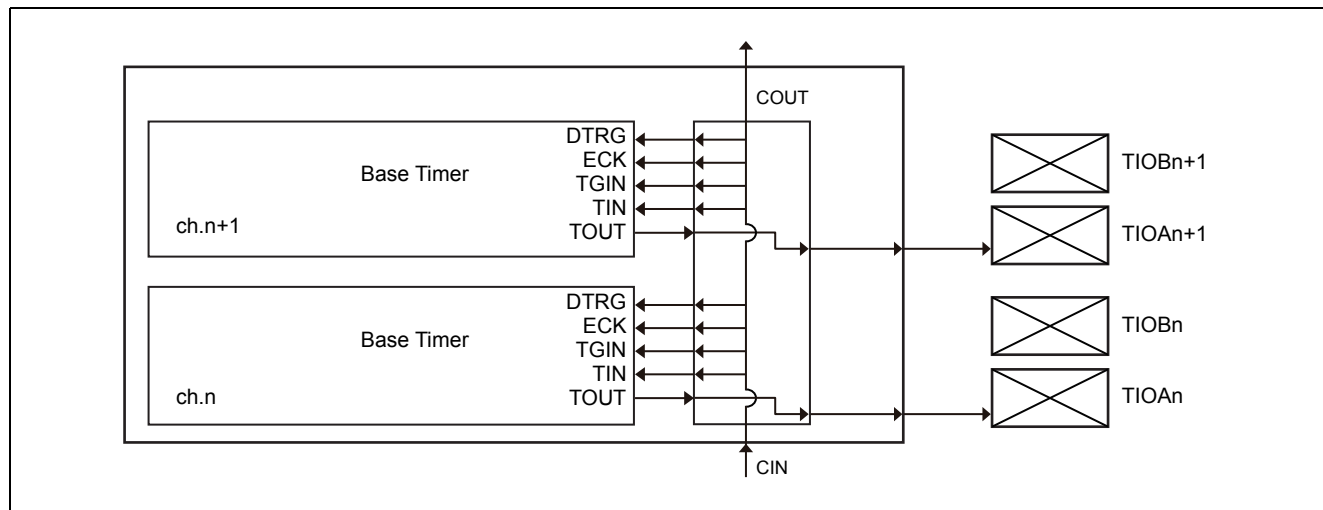 COUT
DTRG
ECK
Base Timer
TGIN
TIN
ch.n+1
TOUT
TIOBn+1
TIOAn+1
DTRG
ECK
Base Timer
TGIN
TIN
ch.n
TOUT
TIOBn
TIOAn
CIN